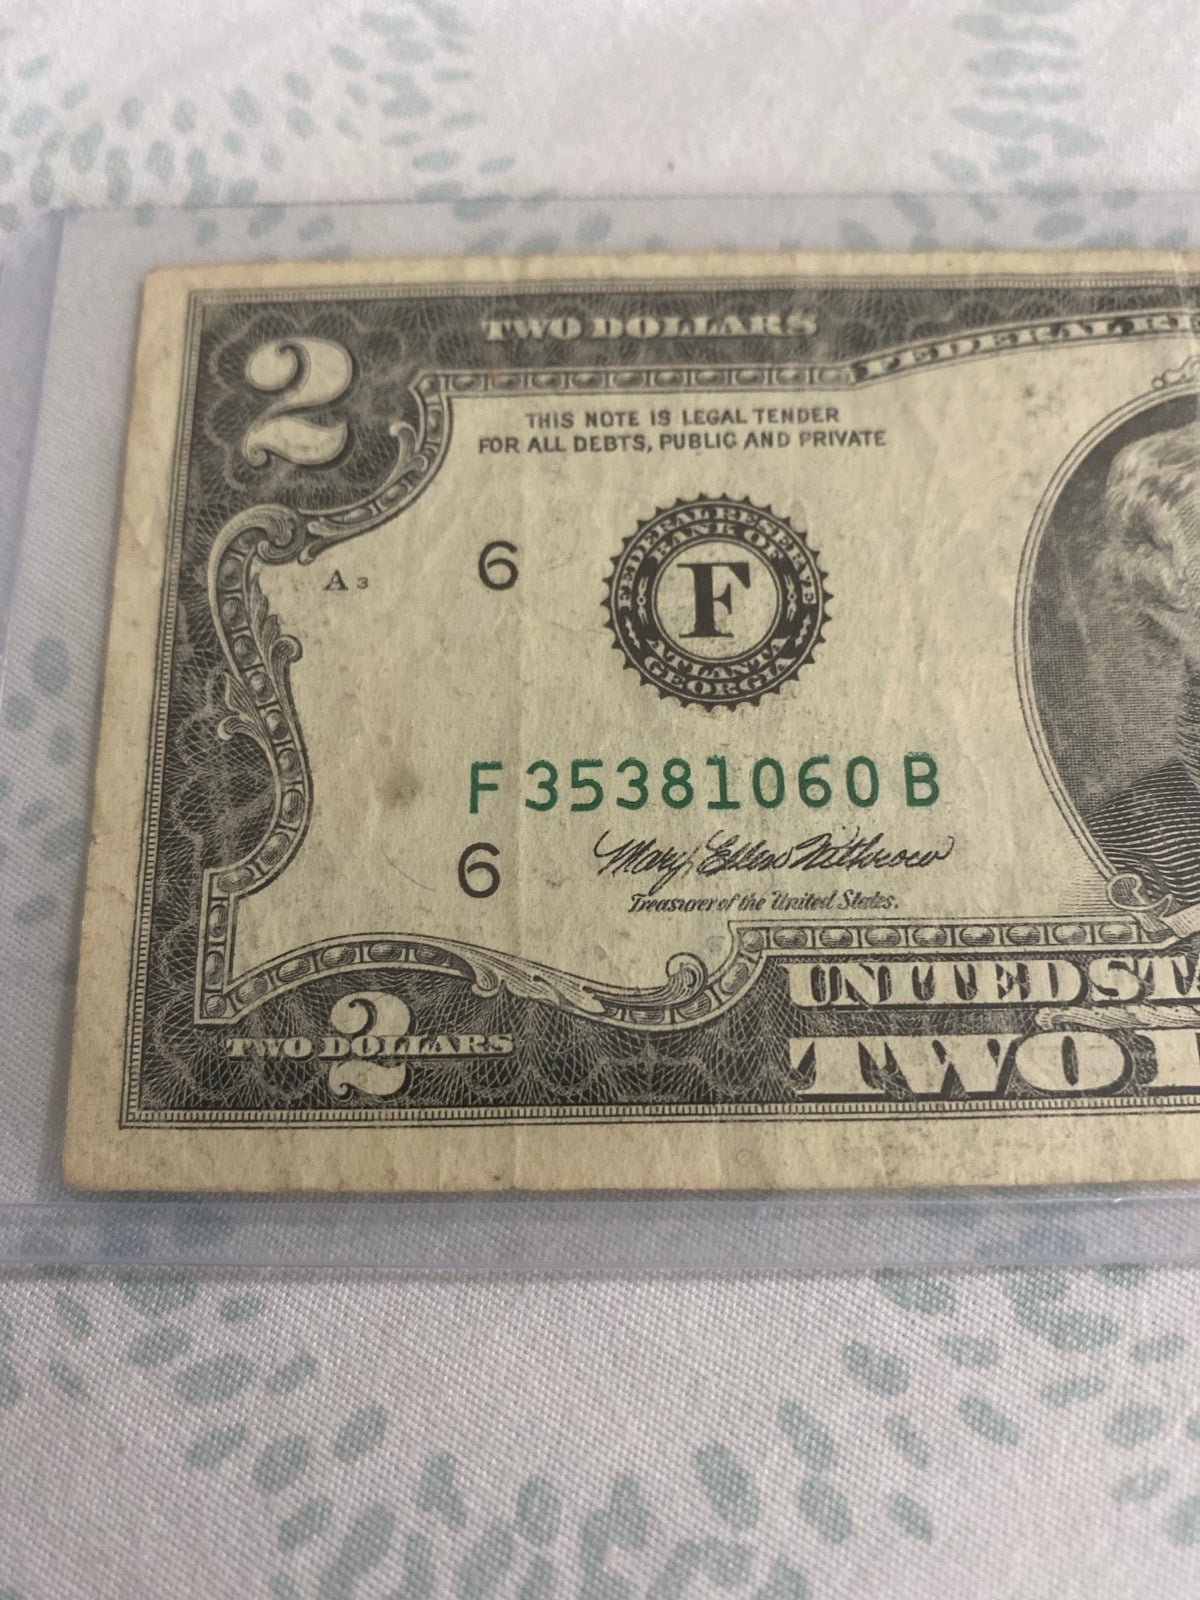 TWO DOLLARS
FEDERAL RE
2
THIS NOTE IS LEGAL TENDER
FOR ALL DEBTS, PUBLIC AND PRIVATE
6
FEDERAL RESERVE
BANK OF
F
ATLANTA
GEORGIA
A 3
F 35381060 B
6
Mary Ellen Withrow
Treasurer of the United States.
UNITED STA
2
TWO DOLLARS
TWO